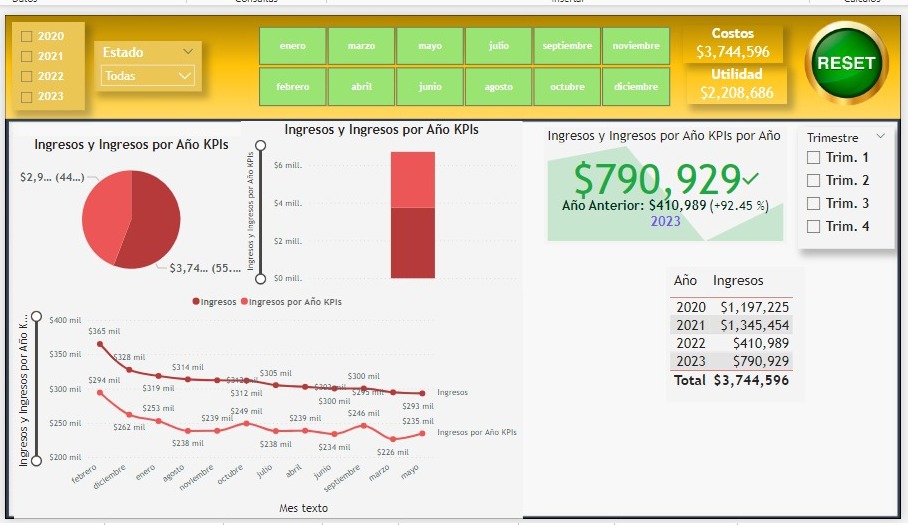 Datos
Consultas
Insertar
Cálculos
2020
2021
2022
2023
Estado
Todas
enero
marzo
mayo
julio
septiembre
noviembre
febrero
abril
junio
agosto
octubre
diciembre
Costos
$3,744,596
Utilidad
$2,208,686
RESET
Ingresos y Ingresos por Año KPIs
$2,9... (44...)
$3,74... (55....
Ingresos y Ingresos por Año KPIs
Ingresos y Ingresos por Año KPIs
$6 mill.
$4 mill.
$2 mill.
$0 mill.
Ingresos y Ingresos por Año KPIs por Año
$790,929
Año Anterior: $410,989 (+92.45 %)
2023
Trimestre
Trim. 1
Trim. 2
Trim. 3
Trim. 4
Año Ingresos
2020 $1,197,225
2021 $1,345,454
2022 $410,989
2023 $790,929
Total $3,744,596
Ingresos Ingresos por Año KPIs
Ingresos y Ingresos por Año K...
$400 mil
$350 mil
$300 mil
$250 mil
$200 mil
$365 mil
$328 mil
$319 mil
$314 mil
$312 mil
$312 mil
$305 mil
$302 mil
$300 mil
$300 mil
$295 mil
$293 mil
Ingresos
$294 mil
$262 mil
$253 mil
$238 mil
$239 mil
$249 mil
$238 mil
$239 mil
$234 mil
$246 mil
$226 mil
$235 mil
Ingresos por Año KPIs
febrero
diciembre
enero
agosto
noviembre
octubre
julio
abril
junio
septiembre
marzo
mayo
Mes texto